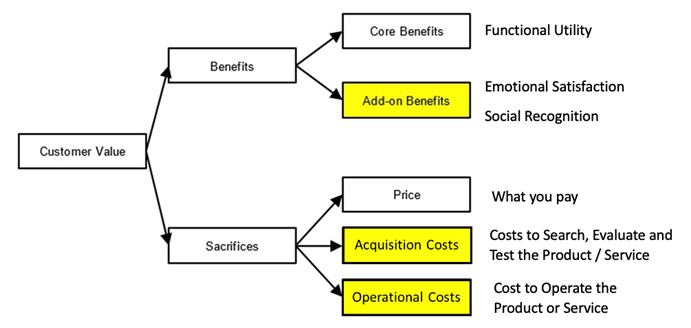 Core Benefits
Functional Utility
Benefits
Add-on Benefits
Emotional Satisfaction
Social Recognition
Customer Value
Price
What you pay
Sacrifices
Acquisition Costs
Costs to Search, Evaluate and
Test the Product / Service
Operational Costs
Cost to Operate the
Product or Service